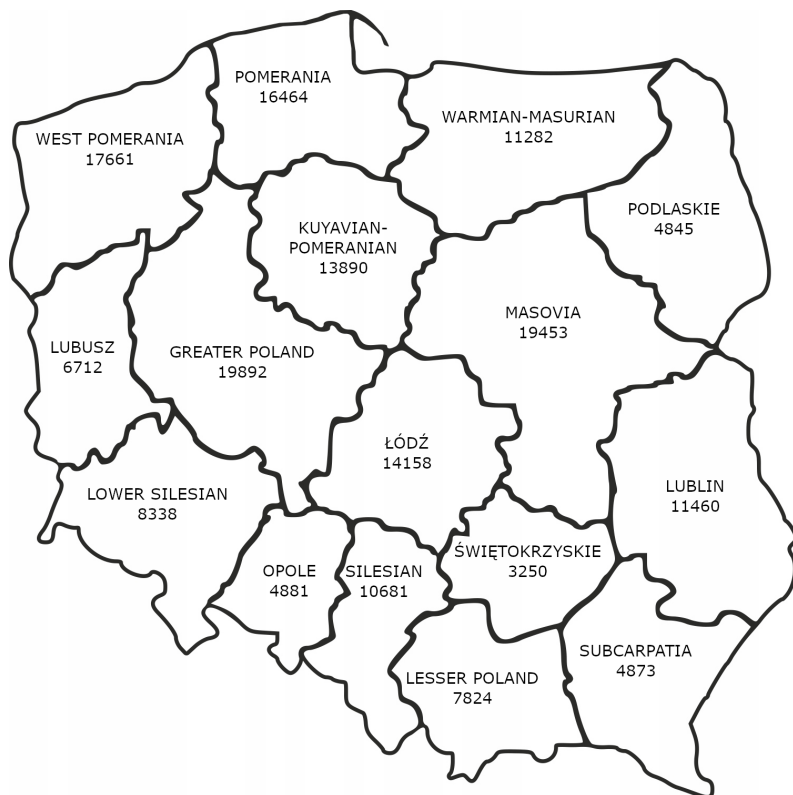 POMERANIA
16464
WARMIAN-MASURIAN
11282
WEST POMERANIA
17661
PODLASKIE
4845
KUYAVIAN-
POMERANIAN
13890
MASOVIA
19453
LUBUSZ
6712
GREATER POLAND
19892
ŁÓDŹ
14158
LUBLIN
11460
LOWER SILESIAN
8338
ŚWIĘTOKRZYSKIE
3250
OPOLE
4881
SILESIAN
10681
SUBCARPATIA
4873
LESSER POLAND
7824